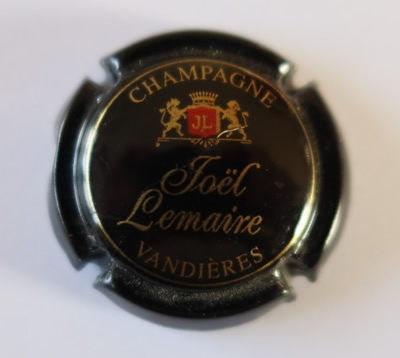 CHAMPAGNE
JL
Joël
Lemaire
VANDIÈRES